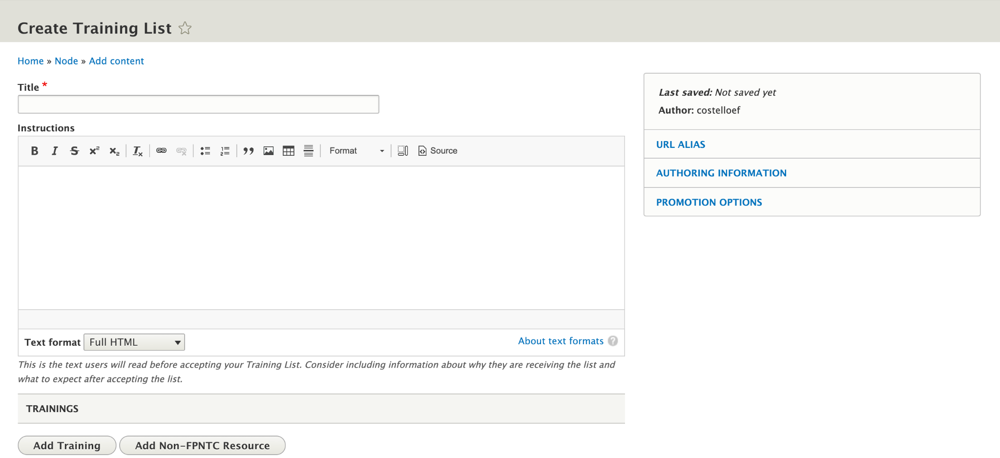 Create Training List
Home » Node » Add content
Title *
Instructions
B I S x² x₂ Tx Format Source
Text format Full HTML About text formats ?
This is the text users will read before accepting your Training List. Consider including information about why they are receiving the list and
what to expect after accepting the list.
TRAININGS
Add Training Add Non-FPNTC Resource
Last saved: Not saved yet
Author: costelloef
URL ALIAS
AUTHORING INFORMATION
PROMOTION OPTIONS